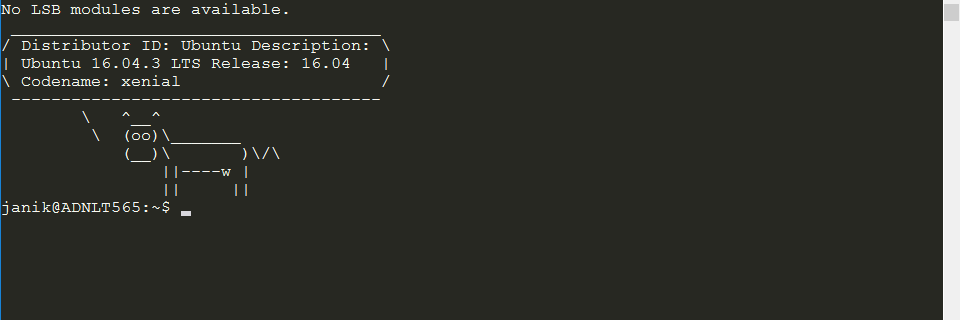 No LSB modules are available.
 _____________________________________
/ Distributor ID: Ubuntu Description: \
| Ubuntu 16.04.3 LTS Release: 16.04   |
\ Codename: xenial                    /
 -------------------------------------
        \   ^__^
         \  (oo)\_______
            (__)\       )\/\
                ||----w |
                ||     ||
janik@ADNLT565:~$